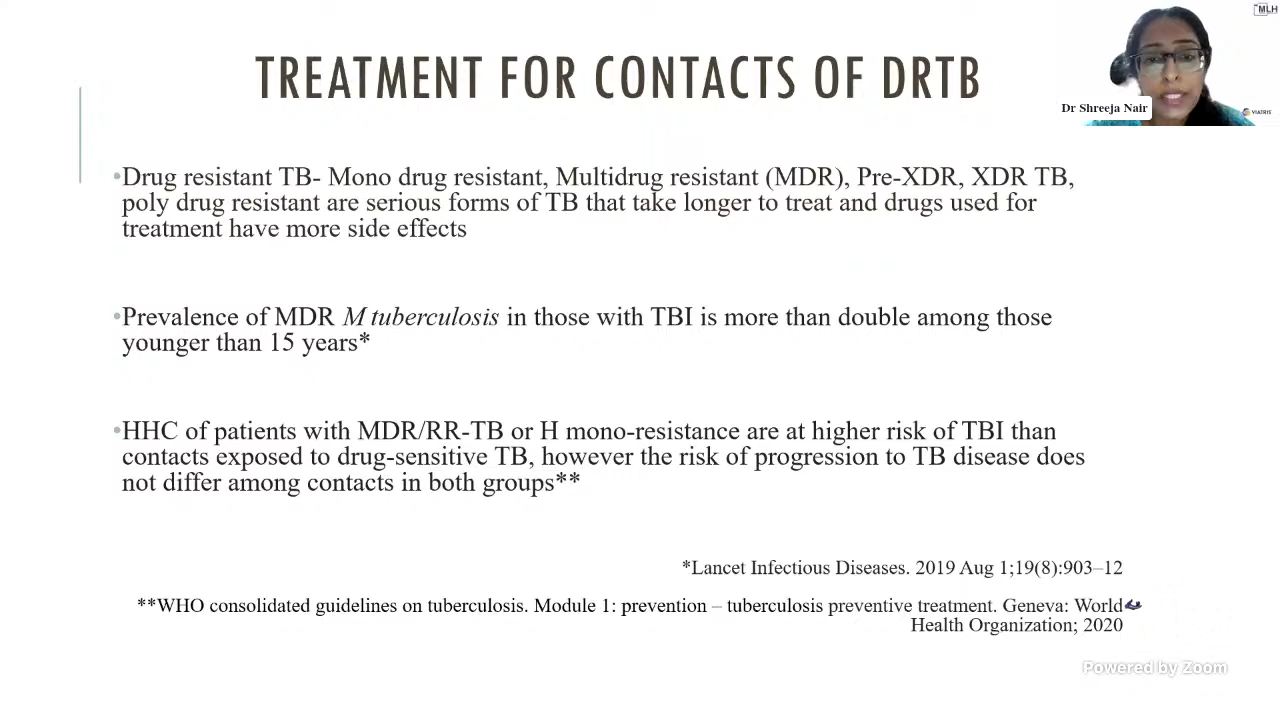 MLH
TREATMENT FOR CONTACTS OF DRTB
Dr Shreeja Nair
VIATRIS
•Drug resistant TB- Mono drug resistant, Multidrug resistant (MDR), Pre-XDR, XDR TB,
poly drug resistant are serious forms of TB that take longer to treat and drugs used for
treatment have more side effects
•Prevalence of MDR M tuberculosis in those with TBI is more than double among those
younger than 15 years*
•HHC of patients with MDR/RR-TB or H mono-resistance are at higher risk of TBI than
contacts exposed to drug-sensitive TB, however the risk of progression to TB disease does
not differ among contacts in both groups**
*Lancet Infectious Diseases. 2019 Aug 1;19(8):903–12
**WHO consolidated guidelines on tuberculosis. Module 1: prevention – tuberculosis preventive treatment. Geneva: World
Health Organization; 2020
Powered by Zoom